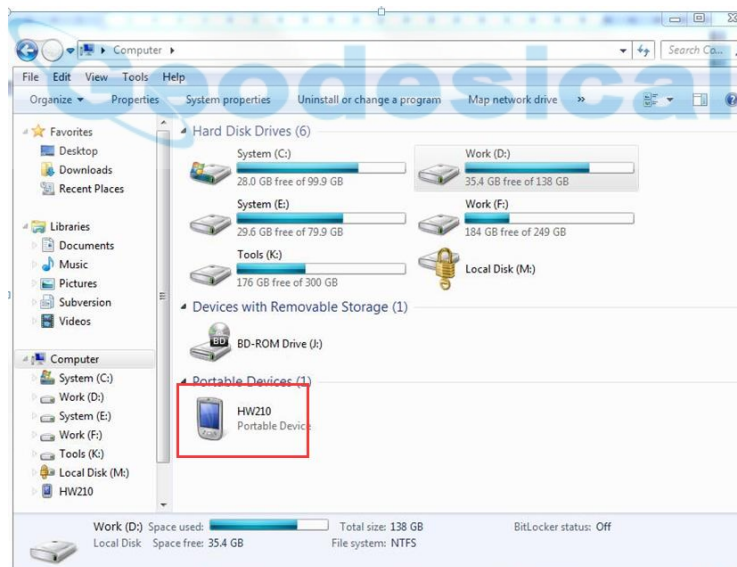 Geodesical
Computer
Search Co...
File Edit View Tools Help
Organize Properties System properties Uninstall or change a program Map network drive »
Favorites
Desktop
Downloads
Recent Places
Libraries
Documents
Music
Pictures
Subversion
Videos
Computer
System (C:)
Work (D:)
System (E:)
Work (F:)
Tools (K:)
Local Disk (M:)
HW210
Hard Disk Drives (6)
System (C:)
28.0 GB free of 99.9 GB
Work (D:)
35.4 GB free of 138 GB
System (E:)
29.6 GB free of 79.9 GB
Work (F:)
184 GB free of 249 GB
Tools (K:)
176 GB free of 300 GB
Local Disk (M:)
Devices with Removable Storage (1)
BD
BD-ROM Drive (J:)
Portable Devices (1)
HW210
Portable Device
Work (D:) Space used: Total size: 138 GB BitLocker status: Off
Local Disk Space free: 35.4 GB File system: NTFS